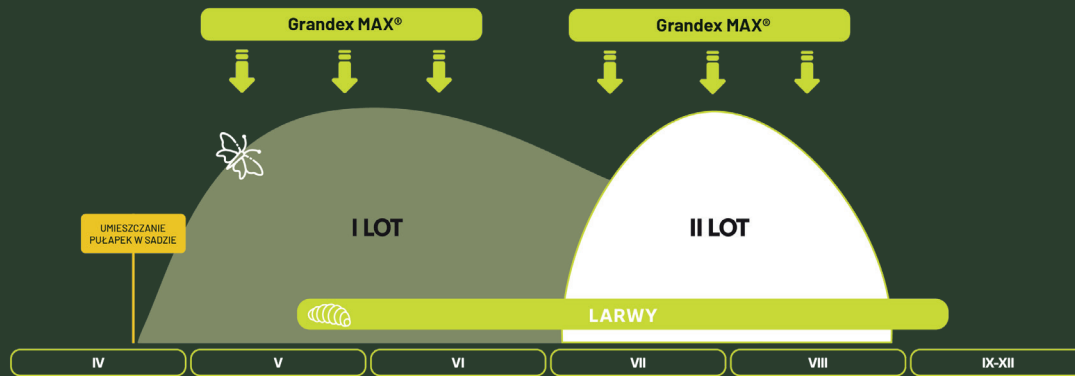 Grandex MAX®
Grandex MAX®
UMIESZCZANIE
PUŁAPEK W SADZIE
I LOT
II LOT
LARWY
IV
V
VI
VII
VIII
IX-XII